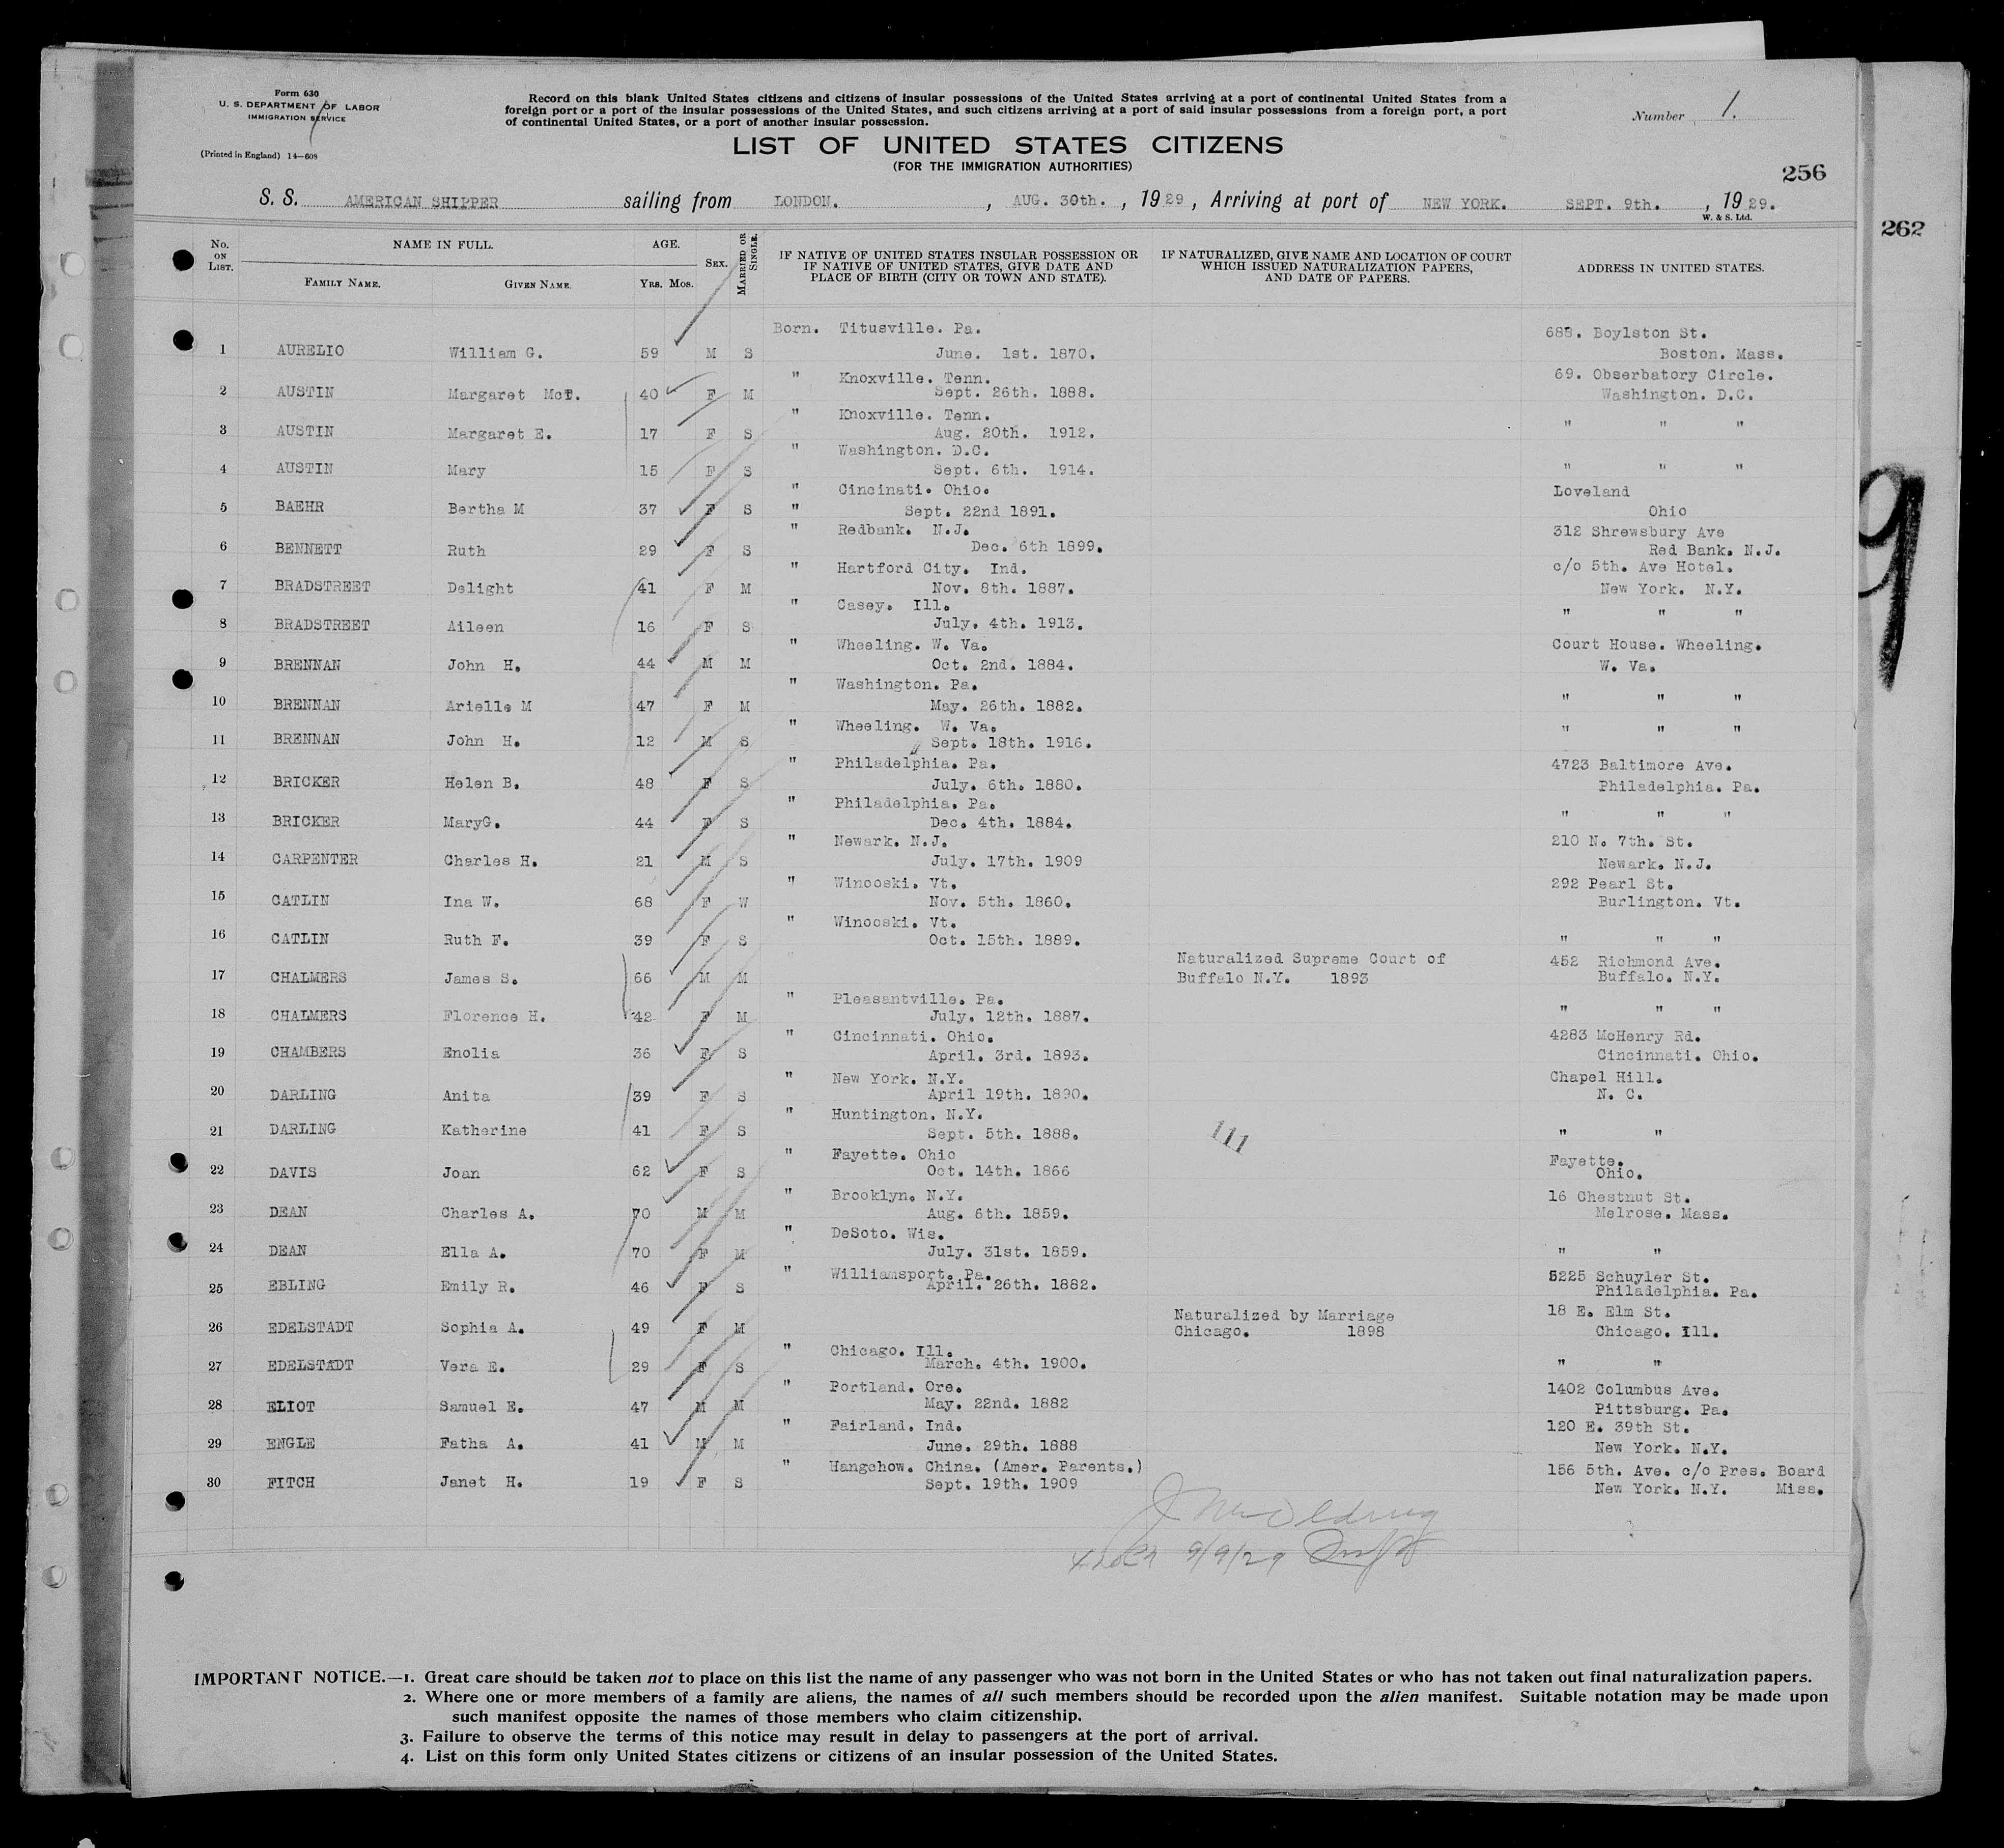 Form 630
U. S. DEPARTMENT OF LABOR
IMMIGRATION SERVICE
(Printed in England) 14—608
Record on this blank United States citizens and citizens of insular possessions of the United States arriving at a port of continental United States from a
foreign port or a port of the insular possessions of the United States, and such citizens arriving at a port of said insular possessions from a foreign port, a port
of continental United States, or a port of another insular possession.
Number 1.
LIST OF UNITED STATES CITIZENS
(FOR THE IMMIGRATION AUTHORITIES)
256
262
S. S. AMERICAN SHIPPER sailing from LONDON. , AUG. 30th. , 1929 , Arriving at port of NEW YORK. SEPT. 9th. , 1929.
W. & S. Ltd.
No. ON LIST. NAME IN FULL. AGE. SEX. MARRIED OR SINGLE. IF NATIVE OF UNITED STATES INSULAR POSSESSION OR IF NATIVE OF UNITED STATES, GIVE DATE AND PLACE OF BIRTH (CITY OR TOWN AND STATE). IF NATURALIZED, GIVE NAME AND LOCATION OF COURT WHICH ISSUED NATURALIZATION PAPERS, AND DATE OF PAPERS. ADDRESS IN UNITED STATES.
FAMILY NAME. GIVEN NAME. YRS. MOS.
Born. Titusville. Pa. 688. Boylston St.
1 AURELIO William G. 59 M S June. 1st. 1870. Boston. Mass.
" Knoxville. Tenn. 69. Obserbatory Circle.
2 AUSTIN Margaret McT. 40 F M Sept. 26th. 1888. Washington. D.C.
" Knoxville. Tenn.
3 AUSTIN Margaret E. 17 F S Aug. 20th. 1912. " " "
" Washington. D.C.
4 AUSTIN Mary 15 F S Sept. 6th. 1914. " " "
" Cincinati. Ohio. Loveland
5 BAEHR Bertha M 37 F S " Sept. 22nd 1891. Ohio
" Redbank. N.J. 312 Shrewsbury Ave
6 BENNETT Ruth 29 F S Dec. 6th 1899. Red Bank. N.J.
" Hartford City. Ind. c/o 5th. Ave Hotel.
7 BRADSTREET Delight 41 F M Nov. 8th. 1887. New York. N.Y.
" Casey. Ill.
8 BRADSTREET Aileen 16 F S July. 4th. 1913. " " "
" Wheeling. W. Va. Court House. Wheeling.
9 BRENNAN John H. 44 M M Oct. 2nd. 1884. W. Va.
" Washington. Pa.
10 BRENNAN Arielle M 47 F M May. 26th. 1882. " " "
" Wheeling. W. Va.
11 BRENNAN John H. 12 M S Sept. 18th. 1916. " " "
" Philadelphia. Pa. 4723 Baltimore Ave.
12 BRICKER Helen B. 48 F S July. 6th. 1880. Philadelphia. Pa.
" Philadelphia. Pa.
13 BRICKER MaryG. 44 F S Dec. 4th. 1884. " " "
" Newark. N.J. 210 N. 7th. St.
14 CARPENTER Charles H. 21 M S July. 17th. 1909 Newark. N.J.
" Winooski. Vt. 292 Pearl St.
15 CATLIN Ina W. 68 F W Nov. 5th. 1860. Burlington. Vt.
" Winooski. Vt.
16 CATLIN Ruth F. 39 F S Oct. 15th. 1889. " " "
Naturalized Supreme Court of 452 Richmond Ave.
17 CHALMERS James S. 66 M M Buffalo N.Y. 1893 Buffalo. N.Y.
" Pleasantville. Pa.
18 CHALMERS Florence H. 42 F M July. 12th. 1887. " " "
" Cincinnati. Ohio. 4283 McHenry Rd.
19 CHAMBERS Enolia 36 F S April. 3rd. 1893. Cincinnati. Ohio.
" New York. N.Y. Chapel Hill.
20 DARLING Anita 39 F S April 19th. 1890. N. C.
" Huntington. N.Y.
21 DARLING Katherine 41 F S Sept. 5th. 1888. 111 " "
" Fayette. Ohio Fayette.
22 DAVIS Joan 62 F S Oct. 14th. 1866 Ohio.
" Brooklyn. N.Y. 16 Chestnut St.
23 DEAN Charles A. 70 M M Aug. 6th. 1859. Melrose. Mass.
" DeSoto. Wis.
24 DEAN Ella A. 70 F M July. 31st. 1859. " "
" Williamsport. Pa. 5225 Schuyler St.
25 EBLING Emily R. 46 F S April. 26th. 1882. Philadelphia. Pa.
Naturalized by Marriage 18 E. Elm St.
26 EDELSTADT Sophia A. 49 F M Chicago. 1898 Chicago. Ill.
" Chicago. Ill.
27 EDELSTADT Vera E. 29 F S March. 4th. 1900. " "
" Portland. Ore. 1402 Columbus Ave.
28 ELIOT Samuel E. 47 M M May. 22nd. 1882 Pittsburg. Pa.
" Fairland. Ind. 120 E. 39th St.
29 ENGLE Fatha A. 41 M M June. 29th. 1888 New York. N.Y.
" Hangchow. China. (Amer. Parents.) 156 5th. Ave. c/o Pres. Board
30 FITCH Janet H. 19 F S Sept. 19th. 1909 New York. N.Y. Miss.
9/9/29
9
IMPORTANT NOTICE.—1. Great care should be taken not to place on this list the name of any passenger who was not born in the United States or who has not taken out final naturalization papers.
2. Where one or more members of a family are aliens, the names of all such members should be recorded upon the alien manifest. Suitable notation may be made upon
such manifest opposite the names of those members who claim citizenship.
3. Failure to observe the terms of this notice may result in delay to passengers at the port of arrival.
4. List on this form only United States citizens or citizens of an insular possession of the United States.